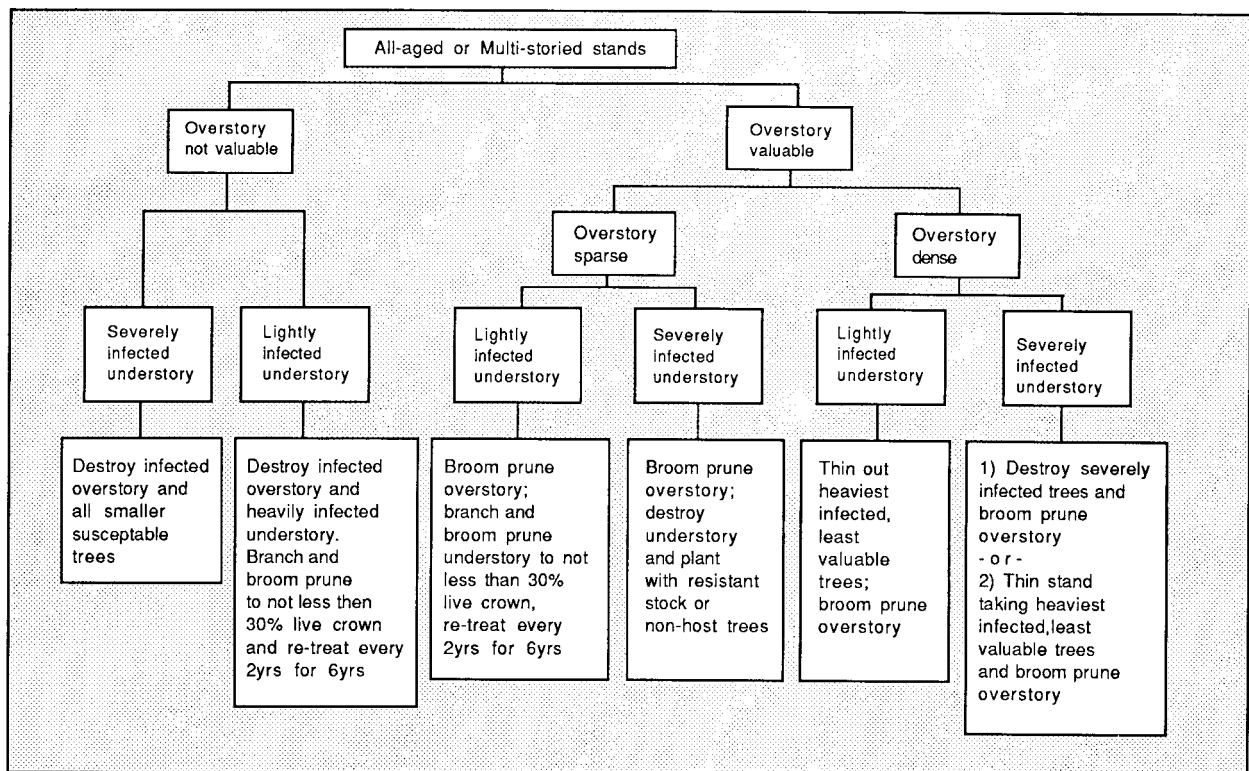 All-aged or Multi-storied stands
Overstory
not valuable
Overstory
valuable
Overstory
sparse
Overstory
dense
Severely
infected
understory
Lightly
infected
understory
Lightly
infected
understory
Severely
infected
understory
Lightly
infected
understory
Severely
infected
understory
Destroy infected
overstory and
all smaller
susceptable
trees
Destroy infected
overstory and
heavily infected
understory.
Branch and
broom prune
to not less then
30% live crown
and re-treat every
2yrs for 6yrs
Broom prune
overstory;
branch and
broom prune
understory to not
less than 30%
live crown,
re-treat every
2yrs for 6yrs
Broom prune
overstory;
destroy
understory
and plant
with resistant
stock or
non-host trees
Thin out
heaviest
infected,
least
valuable
trees;
broom prune
overstory
1) Destroy severely
infected trees and
broom prune
overstory
- o r -
2) Thin stand
taking heaviest
infected,least
valuable trees
and broom prune
overstory